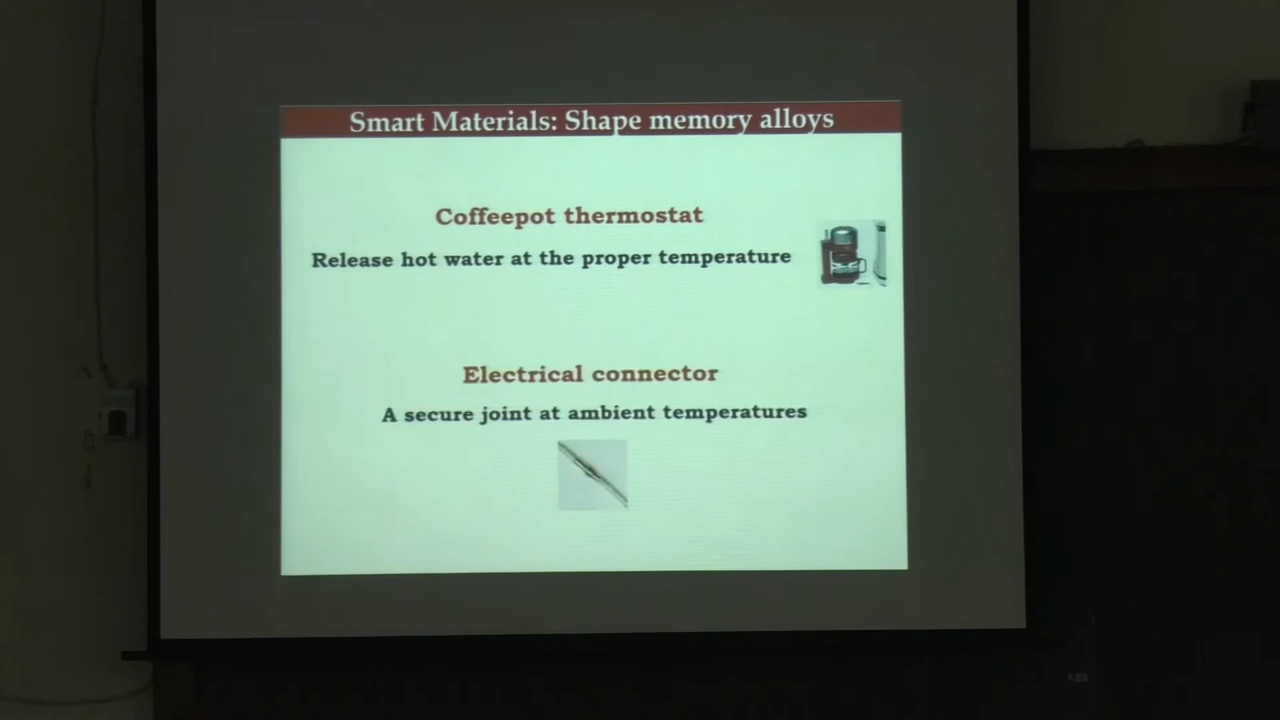 Smart Materials: Shape memory alloys
Coffeepot thermostat
Release hot water at the proper temperature
Electrical connector
A secure joint at ambient temperatures